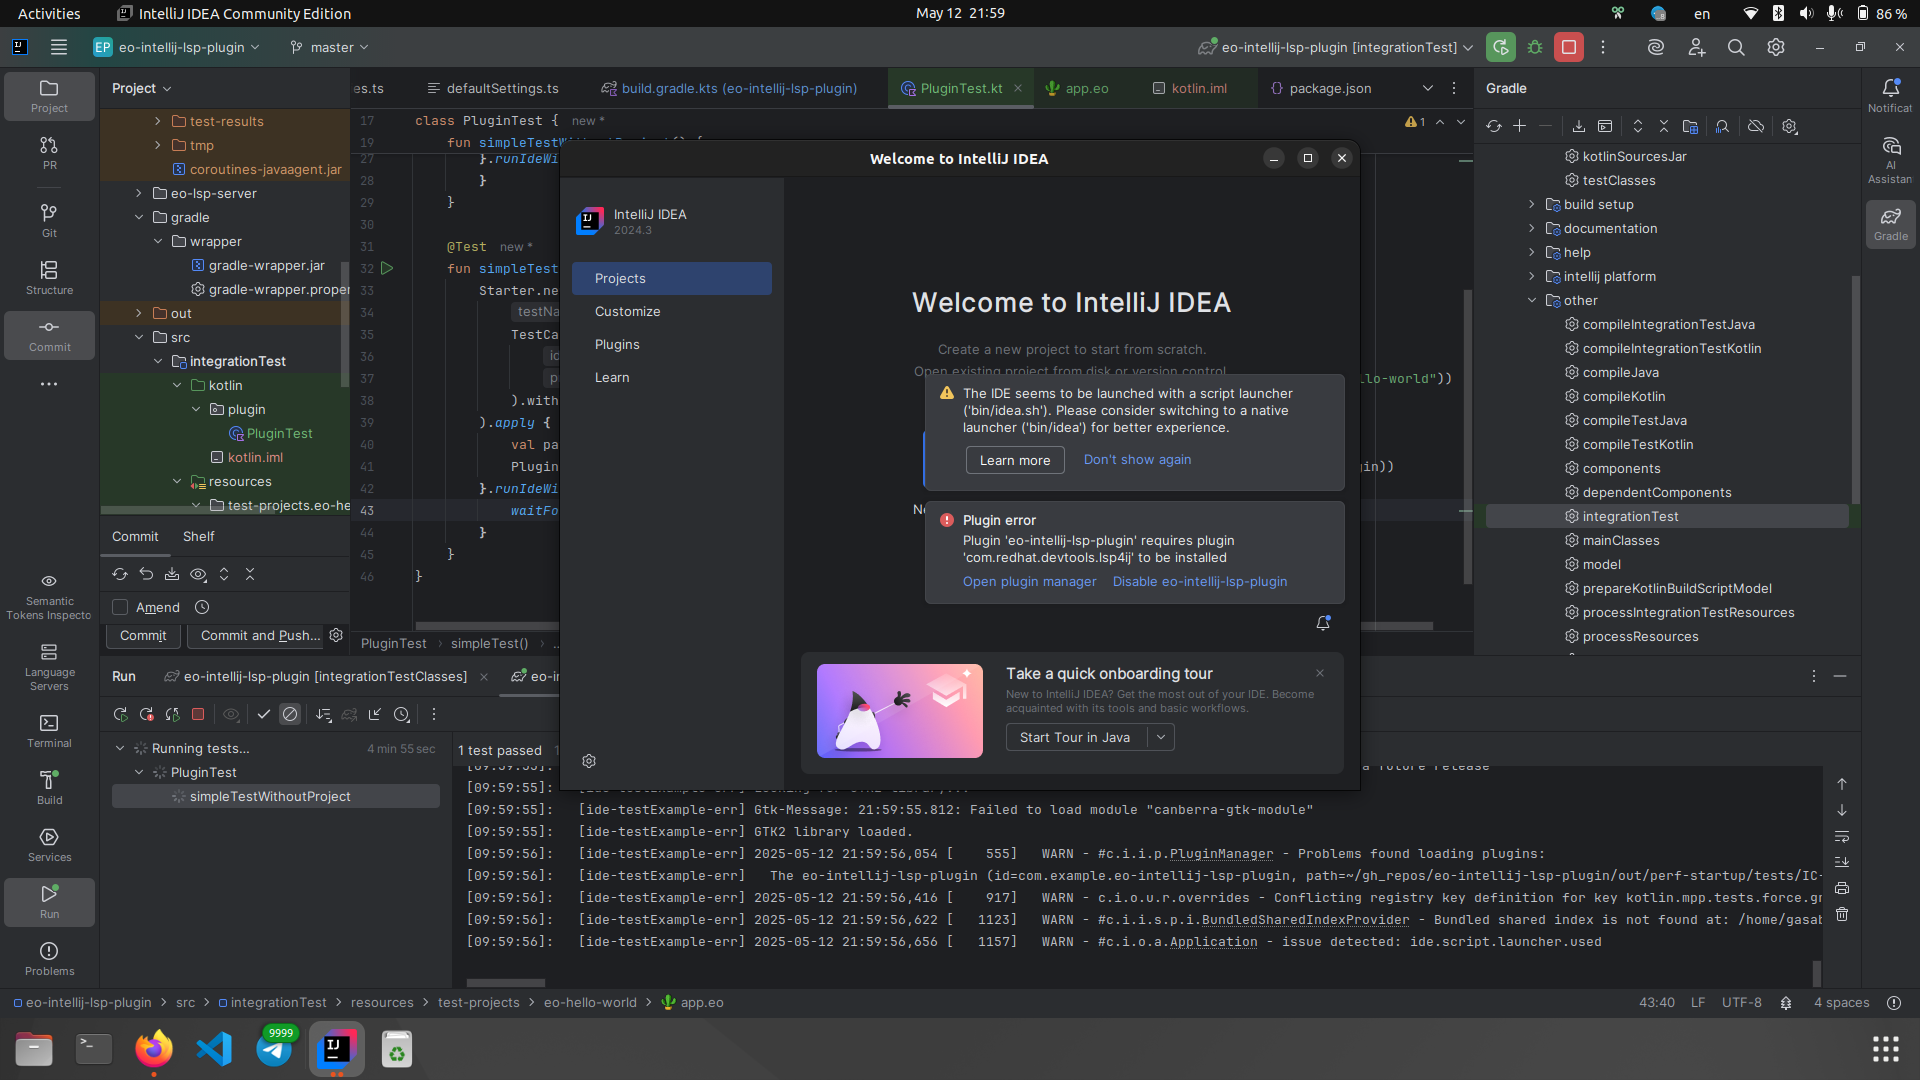 Activities
IntelliJ IDEA Community Edition
May 12 21:59
en
86 %
EP eo-intellij-lsp-plugin
master
eo-intellij-lsp-plugin [integrationTest]
Project
es.ts
defaultSettings.ts
build.gradle.kts (eo-intellij-lsp-plugin)
PluginTest.kt
app.eo
kotlin.iml
package.json
Gradle
Project
PR
Git
Structure
Commit
Semantic
Tokens Inspecto
Language
Servers
Terminal
Build
Services
Run
Problems
test-results
tmp
coroutines-javaagent.jar
eo-lsp-server
gradle
wrapper
gradle-wrapper.jar
gradle-wrapper.proper
out
src
integrationTest
kotlin
plugin
PluginTest
kotlin.iml
resources
test-projects.eo-he
Commit
Shelf
Amend
Commit
Commit and Push...
17 class PluginTest { new *
1
19
27 }.runIdeWi
28 }
29 }
30
31 @Test new *
32 fun simpleTest
33 Starter.ne
34 testNa
35 TestCa
36
37 llo-world"))
38 ).with
39 ).apply {
40 val pa
41 Plugin gin))
42 }.runIdeWi
43 waitFo
44 }
45 }
46 }
PluginTest
simpleTest()
Welcome to IntelliJ IDEA
IntelliJ IDEA
2024.3
Projects
Customize
Plugins
Learn
Welcome to IntelliJ IDEA
Create a new project to start from scratch.
Open existing project from disk or version control.
The IDE seems to be launched with a script launcher
('bin/idea.sh'). Please consider switching to a native
launcher ('bin/idea') for better experience.
Learn more
Don't show again
Plugin error
Plugin 'eo-intellij-lsp-plugin' requires plugin
'com.redhat.devtools.lsp4ij' to be installed
Open plugin manager
Disable eo-intellij-lsp-plugin
Take a quick onboarding tour
New to IntelliJ IDEA? Get the most out of your IDE. Become
acquainted with its tools and basic workflows.
Start Tour in Java
kotlinSourcesJar
testClasses
build setup
documentation
help
intellij platform
other
compileIntegrationTestJava
compileIntegrationTestKotlin
compileJava
compileKotlin
compileTestJava
compileTestKotlin
components
dependentComponents
integrationTest
mainClasses
model
prepareKotlinBuildScriptModel
processIntegrationTestResources
processResources
Notificat
AI
Assistan
Gradle
Run
eo-intellij-lsp-plugin [integrationTestClasses]
eo-in
Running tests...
4 min 55 sec
PluginTest
simpleTestWithoutProject
1 test passed
a future release
[09:59:55]:
[09:59:55]: [ide-testExample-err] Gtk-Message: 21:59:55.812: Failed to load module "canberra-gtk-module"
[09:59:55]: [ide-testExample-err] GTK2 library loaded.
[09:59:56]: [ide-testExample-err] 2025-05-12 21:59:56,054 [ 555] WARN - #c.i.i.p.PluginManager - Problems found loading plugins:
[09:59:56]: [ide-testExample-err] The eo-intellij-lsp-plugin (id=com.example.eo-intellij-lsp-plugin, path=~/gh_repos/eo-intellij-lsp-plugin/out/perf-startup/tests/IC-
[09:59:56]: [ide-testExample-err] 2025-05-12 21:59:56,416 [ 917] WARN - c.i.o.u.r.overrides - Conflicting registry key definition for key kotlin.mpp.tests.force.gr
[09:59:56]: [ide-testExample-err] 2025-05-12 21:59:56,622 [ 1123] WARN - #c.i.i.s.p.i.BundledSharedIndexProvider - Bundled shared index is not found at: /home/gasab
[09:59:56]: [ide-testExample-err] 2025-05-12 21:59:56,656 [ 1157] WARN - #c.i.o.a.Application - issue detected: ide.script.launcher.used
eo-intellij-lsp-plugin
src
integrationTest
resources
test-projects
eo-hello-world
app.eo
43:40
LF
UTF-8
4 spaces
9999